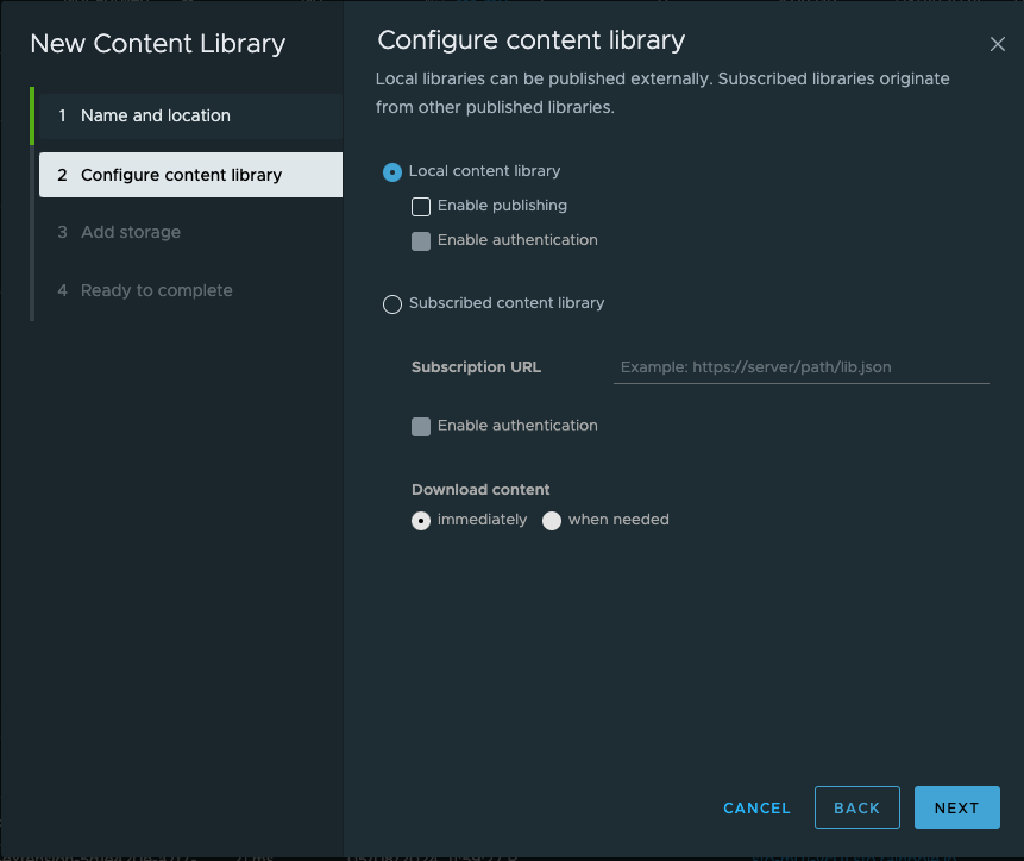 New Content Library
1 Name and location
2 Configure content library
3 Add storage
4 Ready to complete
Configure content library
Local libraries can be published externally. Subscribed libraries originate
from other published libraries.
Local content library
Enable publishing
Enable authentication
Subscribed content library
Subscription URL Example: https://server/path/lib.json
Enable authentication
Download content
immediately when needed
CANCEL BACK NEXT